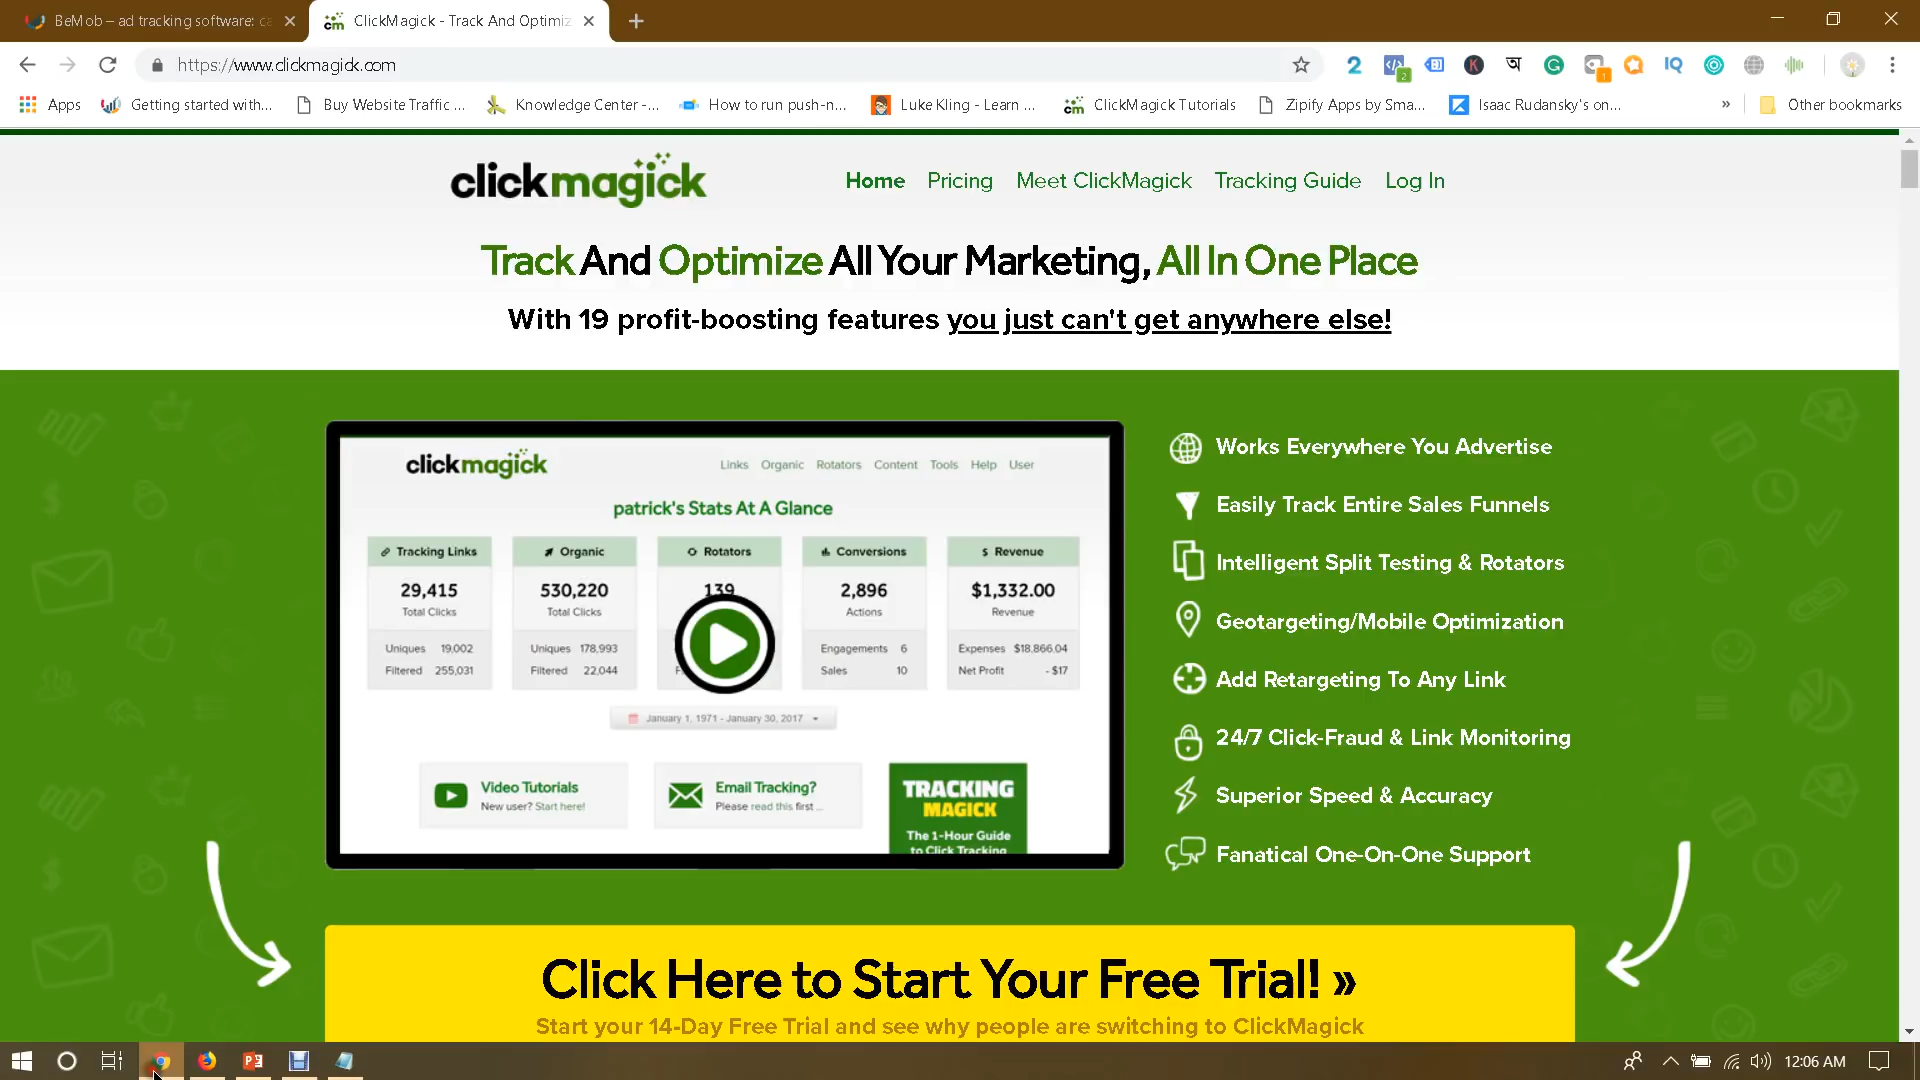 BeMob – ad tracking software: ca
ClickMagick - Track And Optimiz
https://www.clickmagick.com
Apps
Getting started with...
Buy Website Traffic ...
Knowledge Center -...
How to run push-n...
Luke Kling - Learn ...
ClickMagick Tutorials
Zipify Apps by Sma...
Isaac Rudansky's on...
»
Other bookmarks
clickmagick
Home
Pricing
Meet ClickMagick
Tracking Guide
Log In
Track And Optimize All Your Marketing, All In One Place
With 19 profit-boosting features you just can't get anywhere else!
clickmagick
Links Organic Rotators Content Tools Help User
patrick's Stats At A Glance
Tracking Links
29,415
Total Clicks
Uniques 19,002
Filtered 255,031
Organic
530,220
Total Clicks
Uniques 178,993
Filtered 22,044
Rotators
139
Conversions
2,896
Actions
Engagements 6
Sales 10
$ Revenue
$1,332.00
Revenue
Expenses $18,866.04
Net Profit - $17
January 1, 1971 - January 30, 2017
Video Tutorials
New user? Start here!
Email Tracking?
Please read this first ...
TRACKING
MAGICK
The 1-Hour Guide
to Click Tracking
Works Everywhere You Advertise
Easily Track Entire Sales Funnels
Intelligent Split Testing & Rotators
Geotargeting/Mobile Optimization
Add Retargeting To Any Link
24/7 Click-Fraud & Link Monitoring
Superior Speed & Accuracy
Fanatical One-On-One Support
Click Here to Start Your Free Trial! »
Start your 14-Day Free Trial and see why people are switching to ClickMagick
12:06 AM